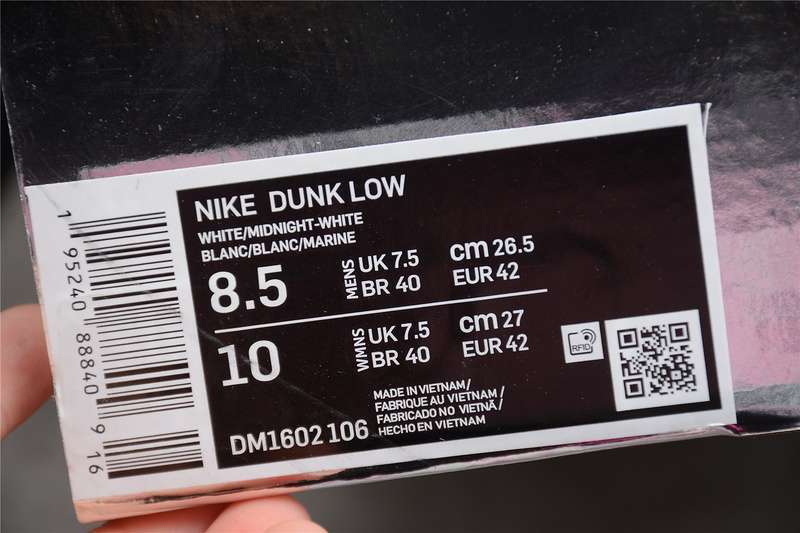 NIKE DUNK LOW
WHITE/MIDNIGHT-WHITE
BLANC/BLANC/MARINE
8.5
MENS
UK 7.5 cm 26.5
BR 40 EUR 42
10
WMNS
UK 7.5 cm 27
BR 40 EUR 42
MADE IN VIETNAM/
FABRIQUE AU VIETNAM/
FABRICADO NO VIETNÃ/
HECHO EN VIETNAM
DM1602 106
RFID
1 95240 88840 9 16